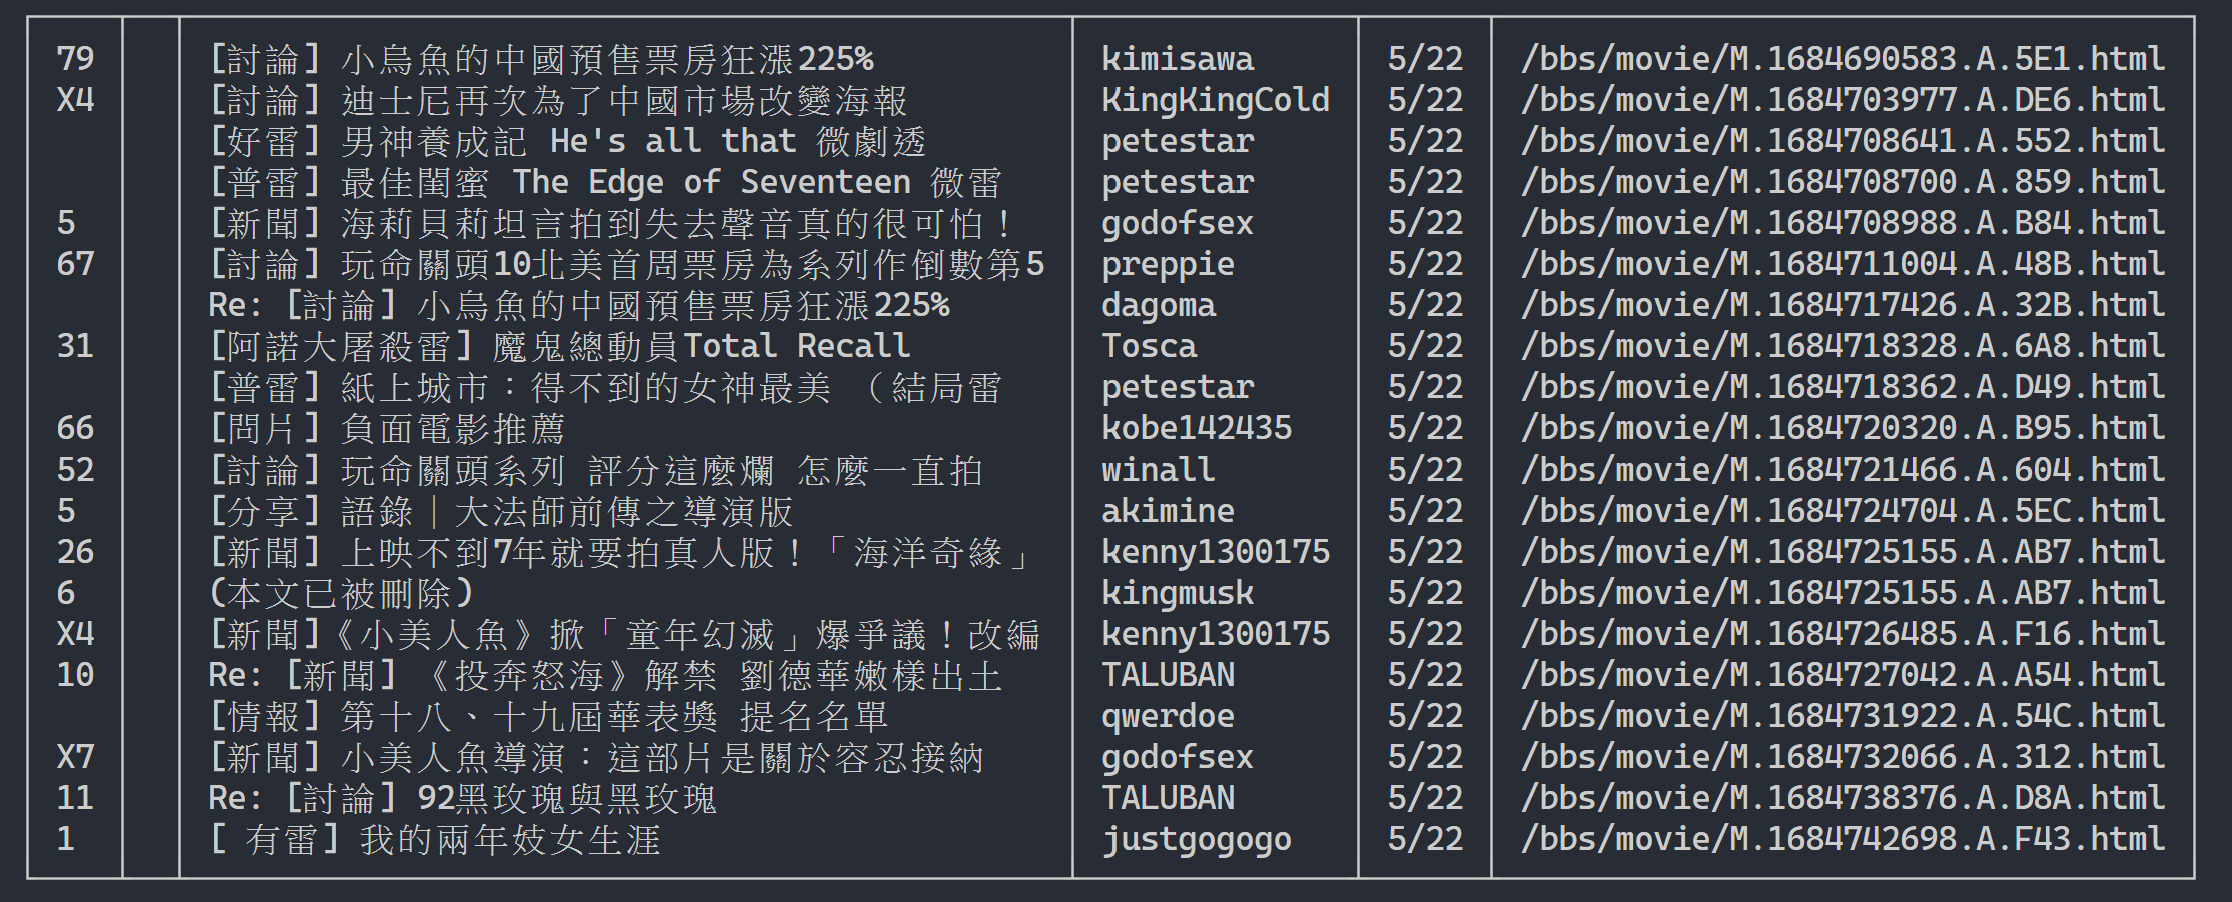 79 [討論] 小烏魚的中國預售票房狂漲225% kimisawa 5/22 /bbs/movie/M.1684690583.A.5E1.html
X4 [討論] 迪士尼再次為了中國市場改變海報 KingKingCold 5/22 /bbs/movie/M.1684703977.A.DE6.html
[好雷] 男神養成記 He's all that 微劇透 petestar 5/22 /bbs/movie/M.1684708641.A.552.html
[普雷] 最佳閨蜜 The Edge of Seventeen 微雷 petestar 5/22 /bbs/movie/M.1684708700.A.859.html
5 [新聞] 海莉貝莉坦言拍到失去聲音真的很可怕！ godofsex 5/22 /bbs/movie/M.1684708988.A.B84.html
67 [討論] 玩命關頭10北美首周票房為系列作倒數第5 preppie 5/22 /bbs/movie/M.1684711004.A.48B.html
Re: [討論] 小烏魚的中國預售票房狂漲225% dagoma 5/22 /bbs/movie/M.1684717426.A.32B.html
31 [阿諾大屠殺雷] 魔鬼總動員Total Recall Tosca 5/22 /bbs/movie/M.1684718328.A.6A8.html
[普雷] 紙上城市：得不到的女神最美 （結局雷 petestar 5/22 /bbs/movie/M.1684718362.A.D49.html
66 [問片] 負面電影推薦 kobe142435 5/22 /bbs/movie/M.1684720320.A.B95.html
52 [討論] 玩命關頭系列 評分這麼爛 怎麼一直拍 winall 5/22 /bbs/movie/M.1684721466.A.604.html
5 [分享] 語錄｜大法師前傳之導演版 akimine 5/22 /bbs/movie/M.1684724704.A.5EC.html
26 [新聞] 上映不到7年就要拍真人版！「海洋奇緣」 kenny1300175 5/22 /bbs/movie/M.1684725155.A.AB7.html
6 (本文已被刪除) kingmusk 5/22 /bbs/movie/M.1684725155.A.AB7.html
X4 [新聞]《小美人魚》掀「童年幻滅」爆爭議！改編 kenny1300175 5/22 /bbs/movie/M.1684726485.A.F16.html
10 Re: [新聞] 《投奔怒海》解禁 劉德華嫩樣出土 TALUBAN 5/22 /bbs/movie/M.1684727042.A.A54.html
[情報] 第十八、十九屆華表獎 提名名單 qwerdoe 5/22 /bbs/movie/M.1684731922.A.54C.html
X7 [新聞] 小美人魚導演：這部片是關於容忍接納 godofsex 5/22 /bbs/movie/M.1684732066.A.312.html
11 Re: [討論] 92黑玫瑰與黑玫瑰 TALUBAN 5/22 /bbs/movie/M.1684738376.A.D8A.html
1 [ 有雷] 我的兩年妓女生涯 justgogogo 5/22 /bbs/movie/M.1684742698.A.F43.html